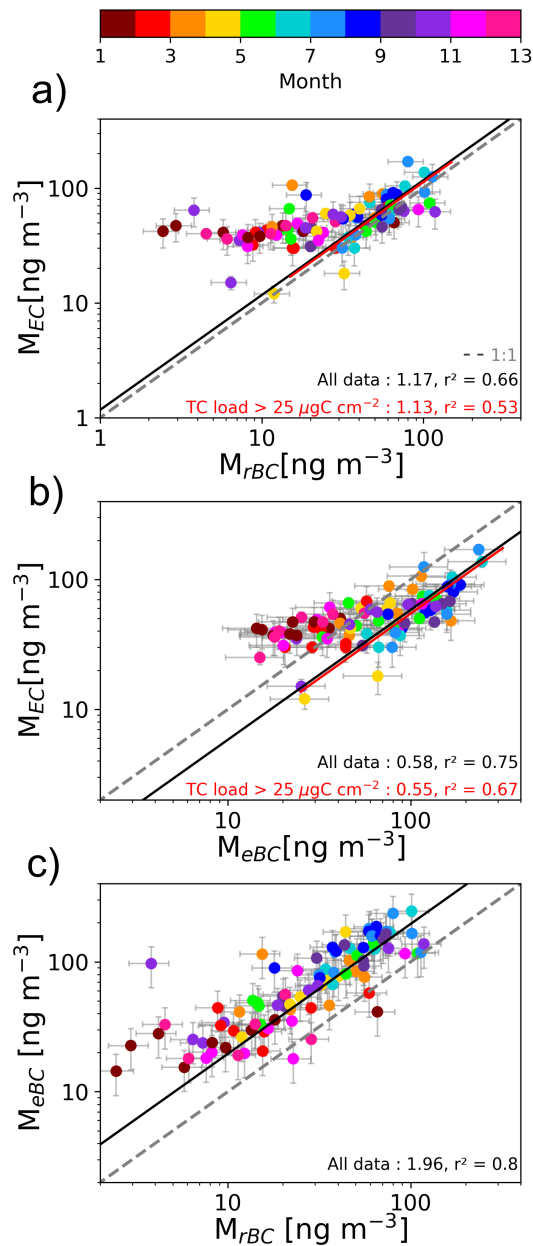 1 3 5 7 9 11 13
Month
a)
M_EC[ng m⁻³]
100
10
1
1:1
All data : 1.17, r² = 0.66
TC load > 25 μgC cm⁻² : 1.13, r² = 0.53
1 10 100
M_rBC[ng m⁻³]
b)
M_EC[ng m⁻³]
100
10
All data : 0.58, r² = 0.75
TC load > 25 μgC cm⁻² : 0.55, r² = 0.67
10 100
M_eBC[ng m⁻³]
c)
M_eBC [ng m⁻³]
100
10
All data : 1.96, r² = 0.8
10 100
M_rBC [ng m⁻³]